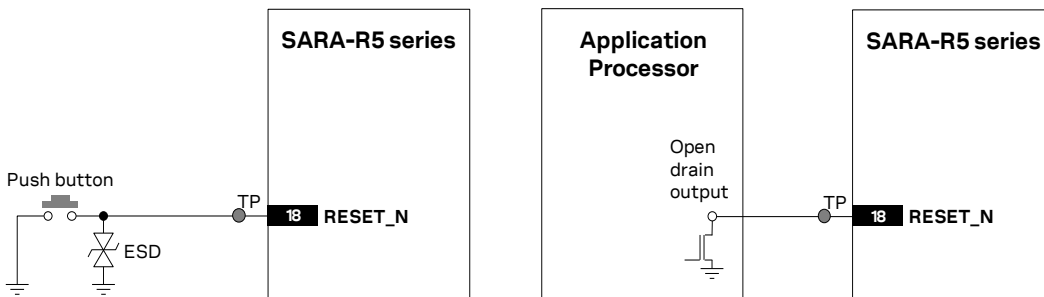 SARA-R5 series
Push button
TP
18 RESET_N
ESD
Application
Processor
Open
drain
output
SARA-R5 series
TP
18 RESET_N